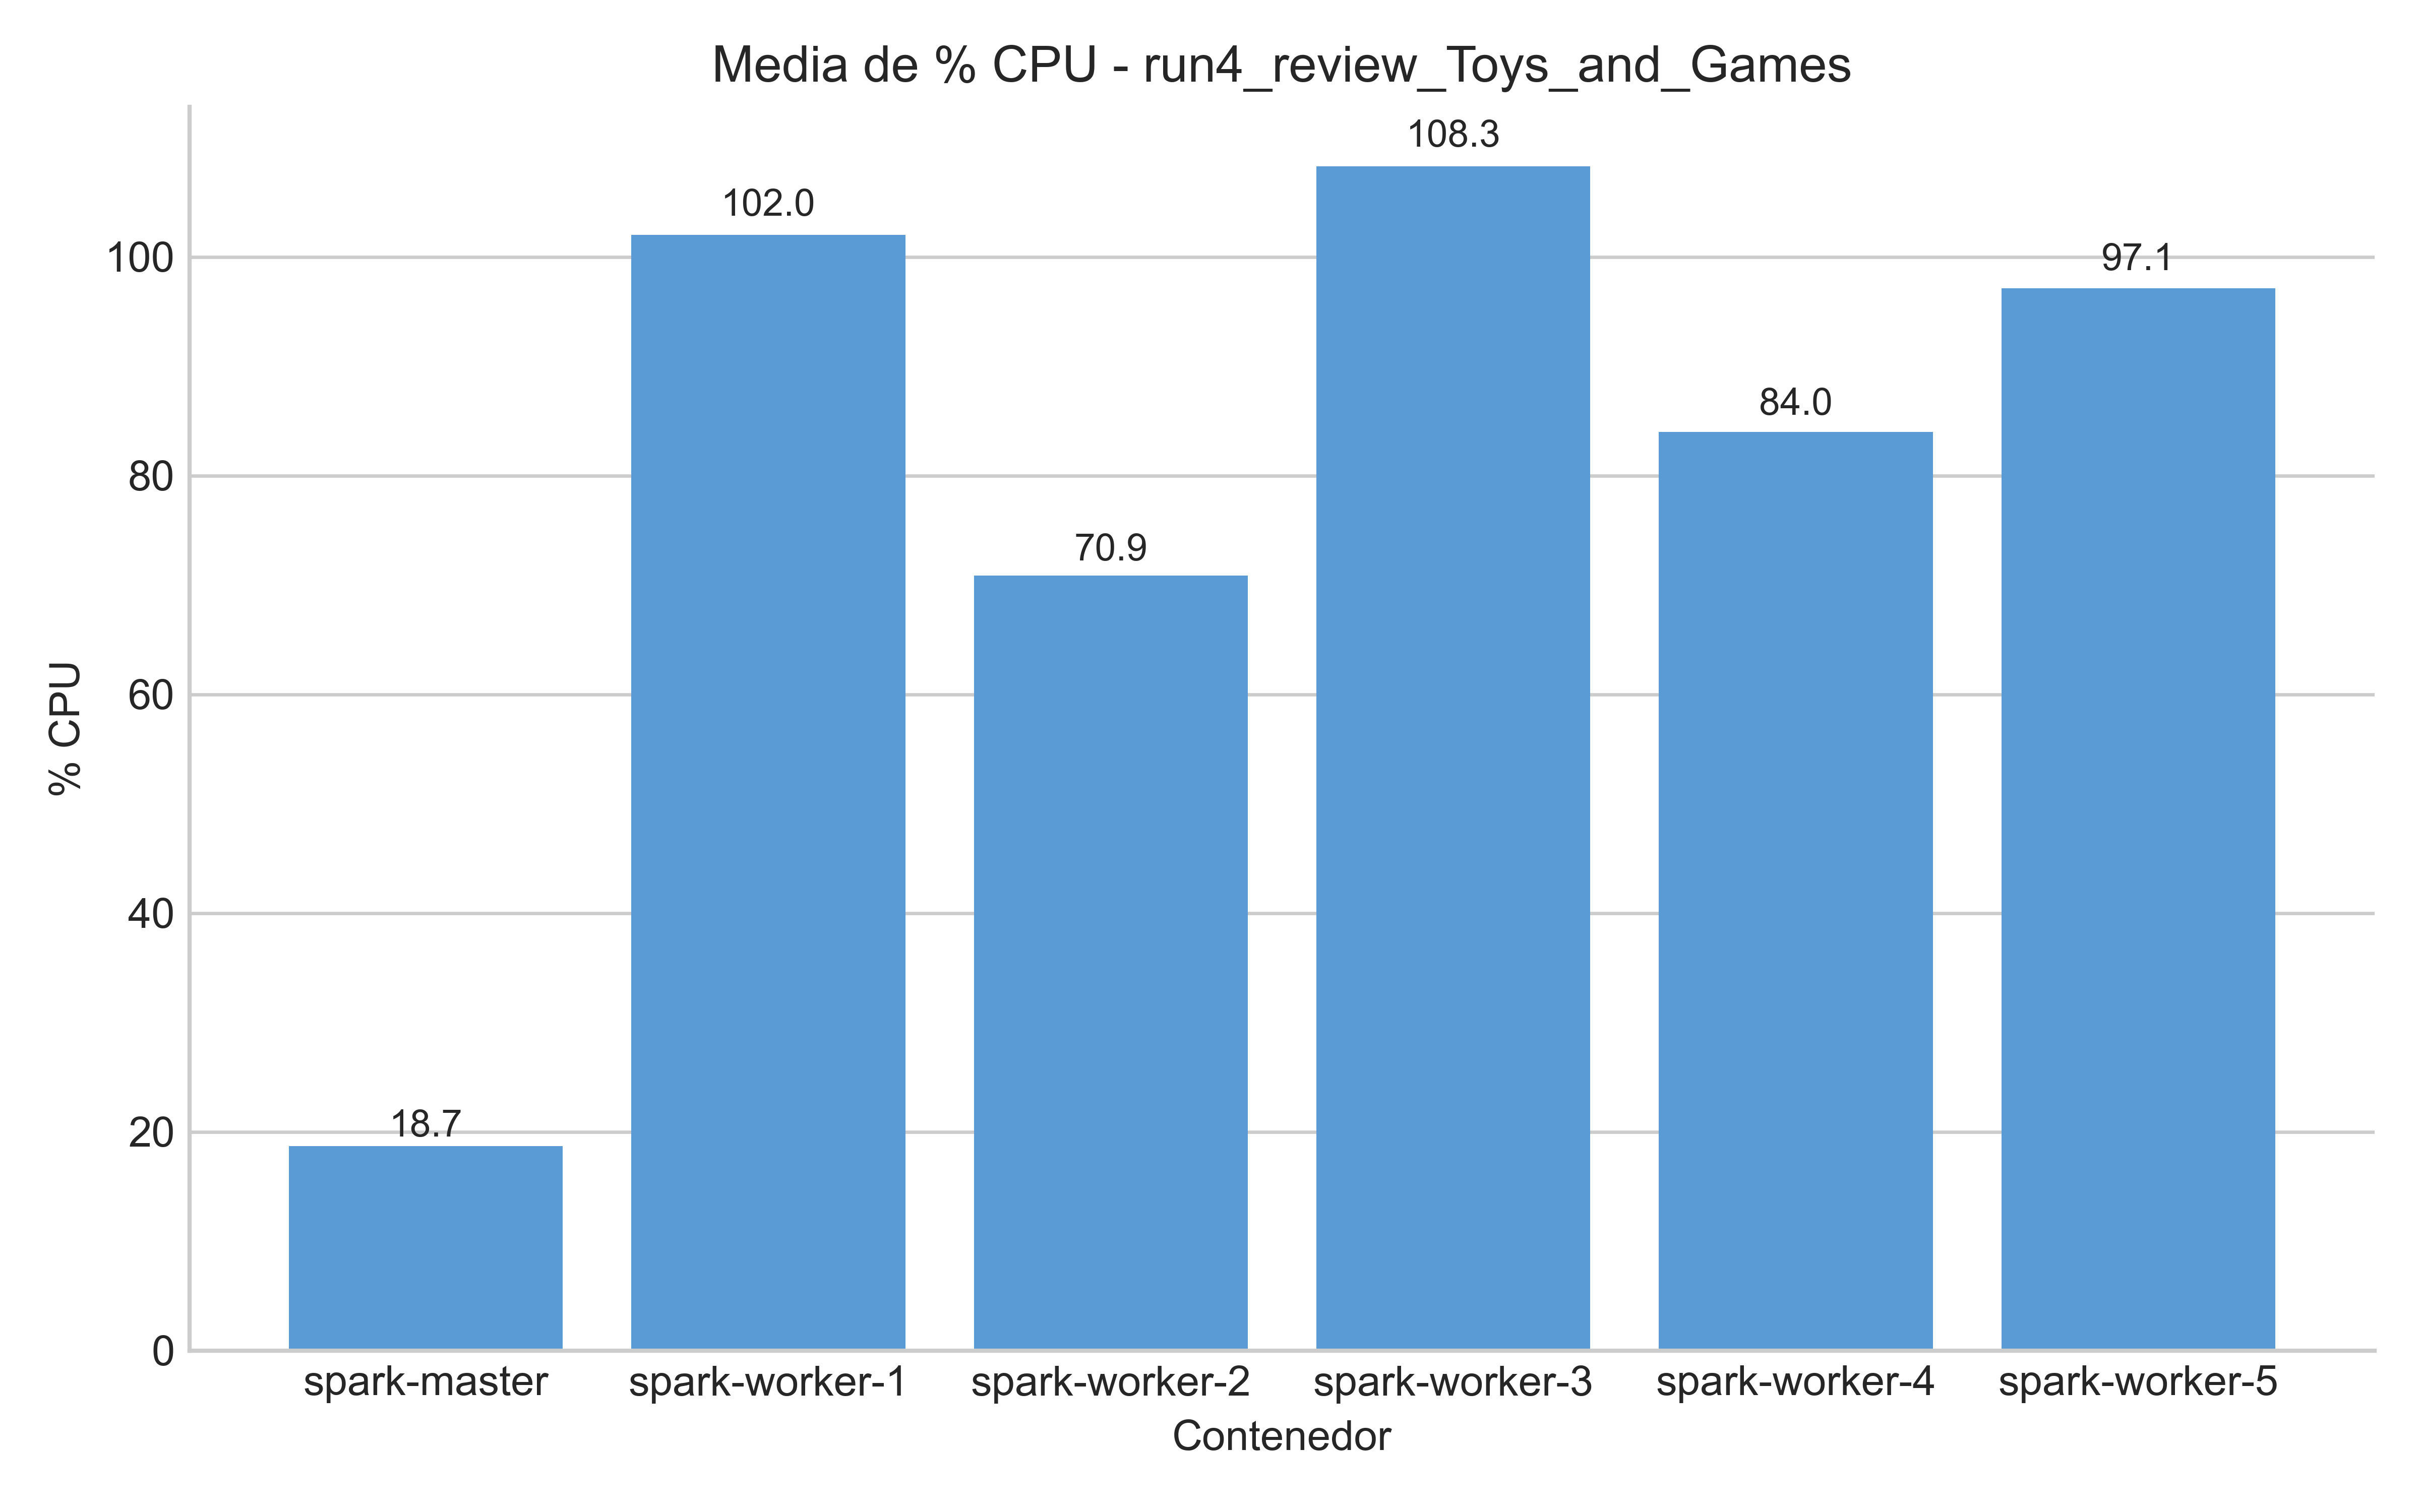 Media de % CPU - run4_review_Toys_and_Games
108.3
102.0
97.1
84.0
70.9
18.7
100
80
60
40
20
0
% CPU
spark-master
spark-worker-1
spark-worker-2
spark-worker-3
spark-worker-4
spark-worker-5
Contenedor